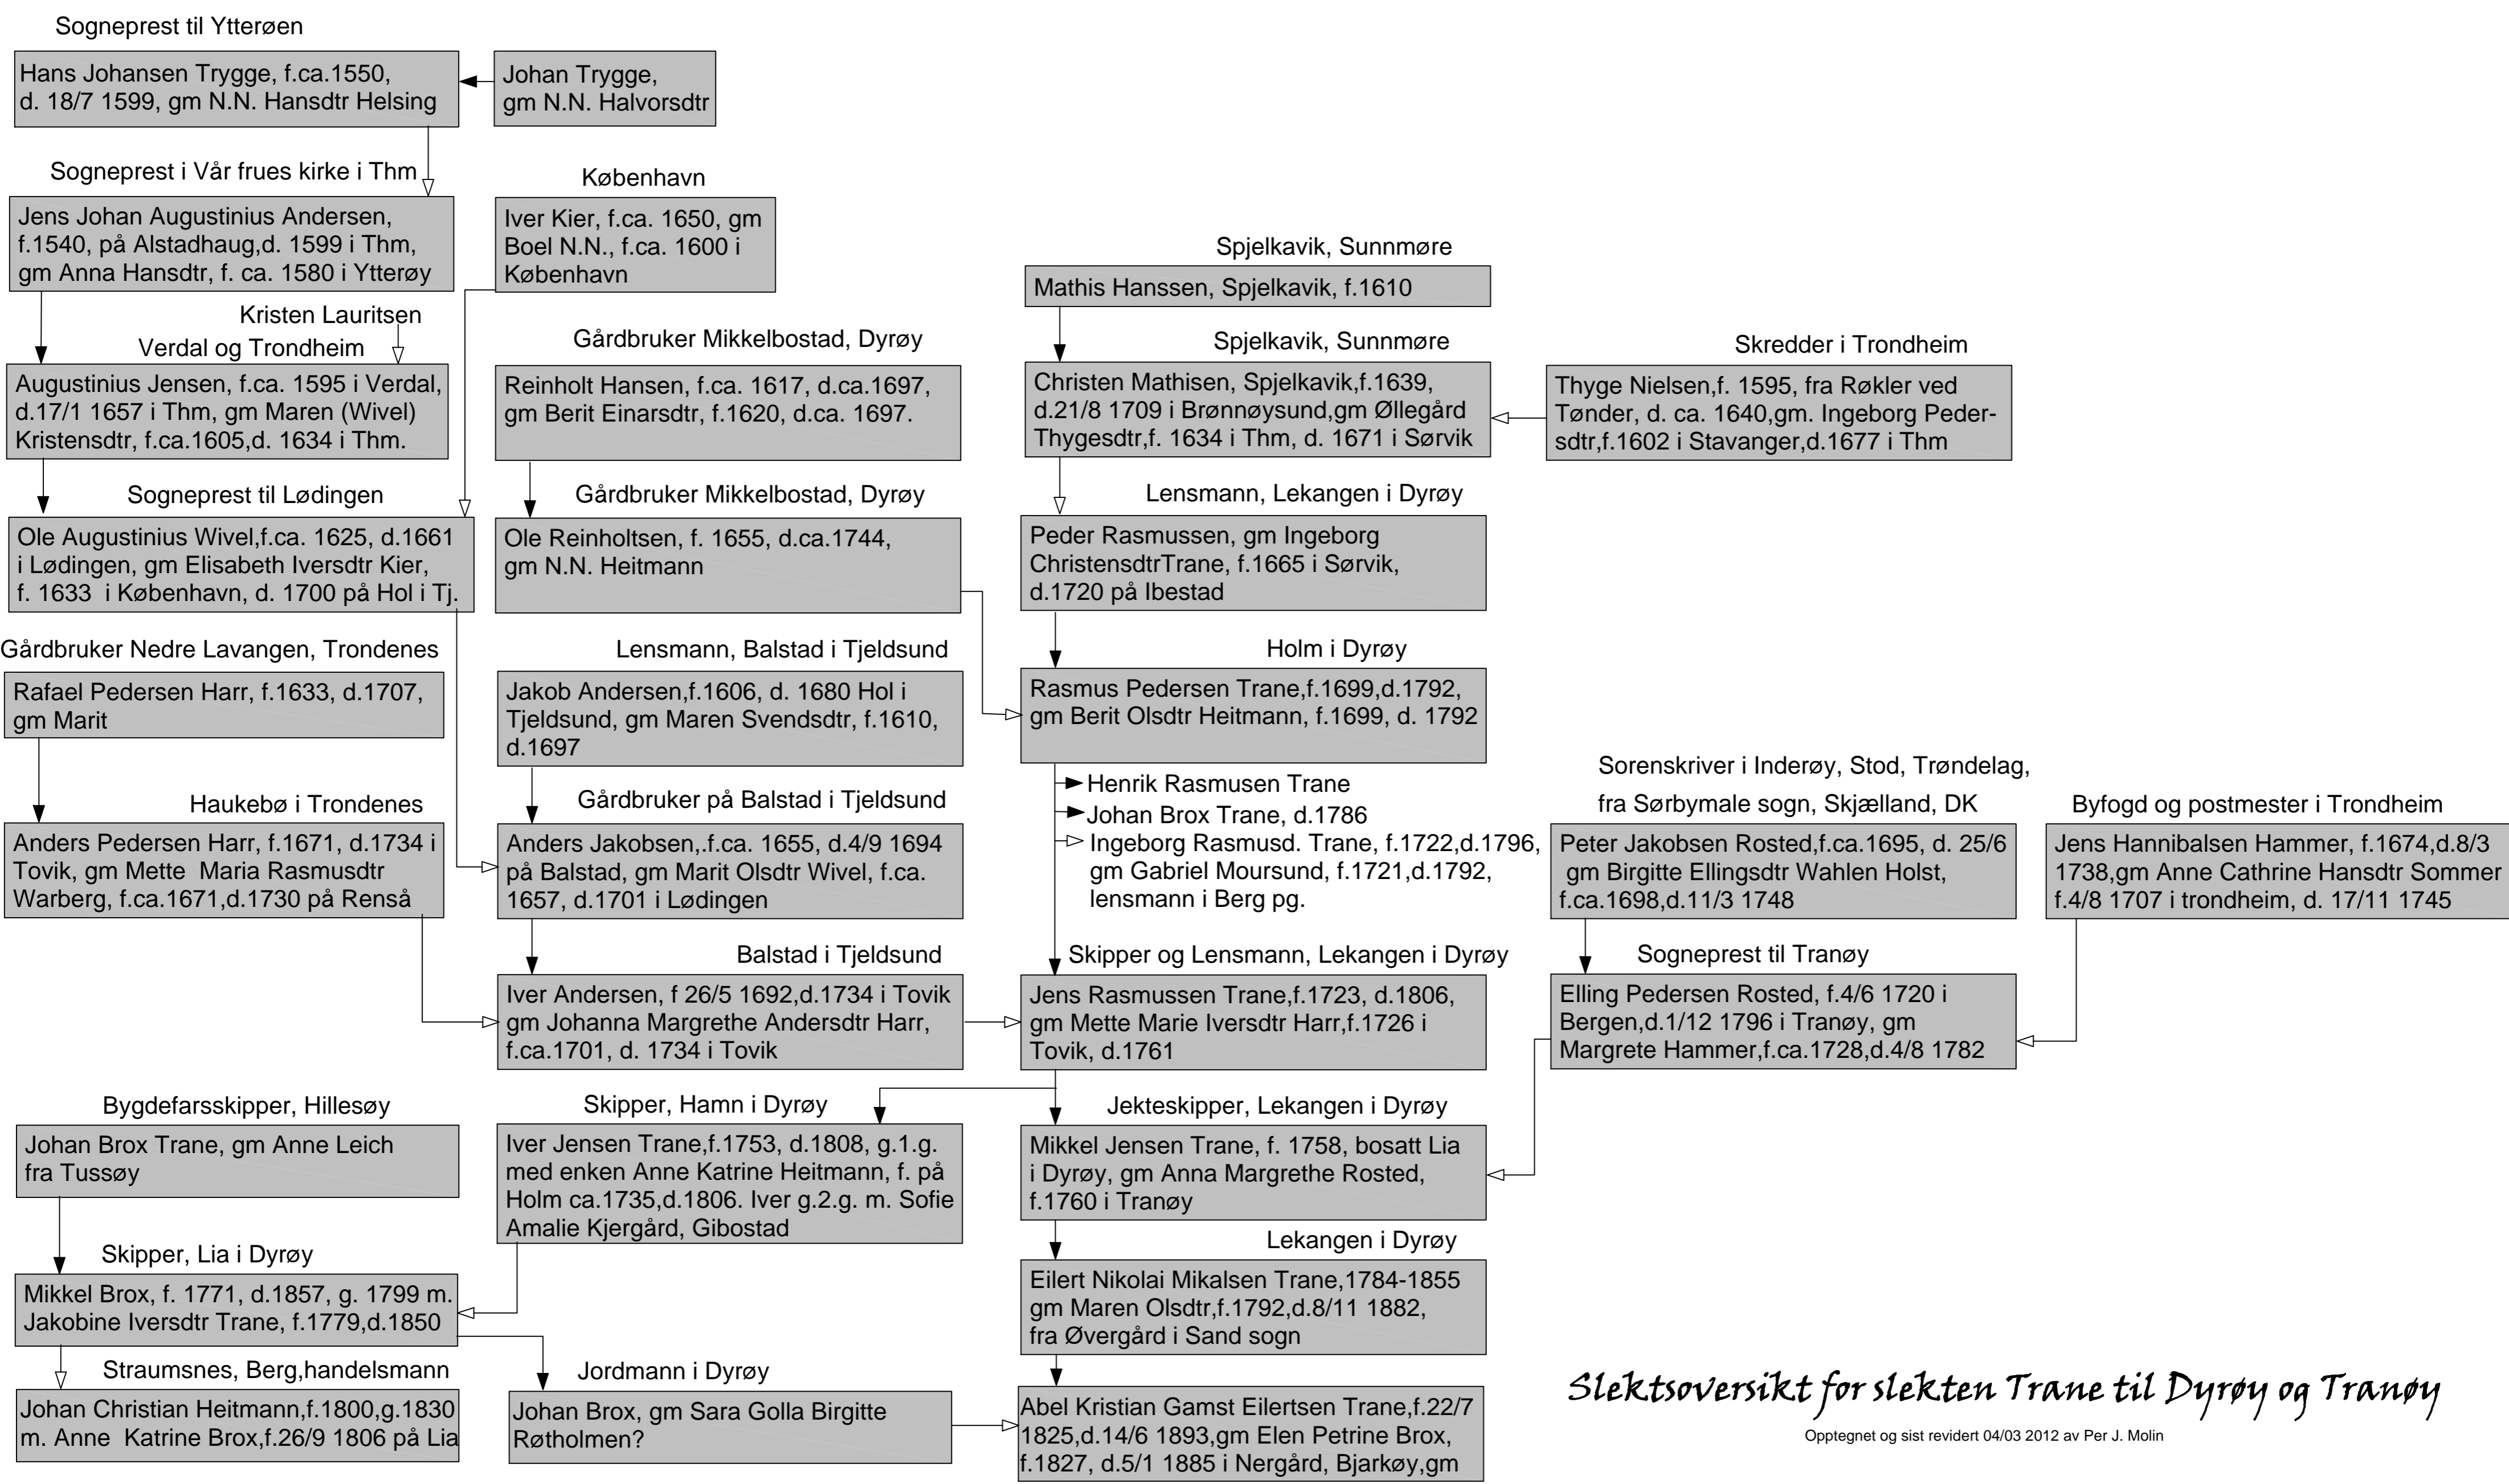 Sogneprest til Ytterøen
Hans Johansen Trygge, f.ca.1550,
d. 18/7 1599, gm N.N. Hansdtr Helsing
Johan Trygge,
gm N.N. Halvorsdtr
Sogneprest i Vår frues kirke i Thm
Jens Johan Augustinius Andersen,
f.1540, på Alstadhaug,d. 1599 i Thm,
gm Anna Hansdtr, f. ca. 1580 i Ytterøy
København
Iver Kier, f.ca. 1650, gm
Boel N.N., f.ca. 1600 i
København
Spjelkavik, Sunnmøre
Mathis Hanssen, Spjelkavik, f.1610
Kristen Lauritsen
Verdal og Trondheim
Augustinius Jensen, f.ca. 1595 i Verdal,
d.17/1 1657 i Thm, gm Maren (Wivel)
Kristensdtr, f.ca.1605,d. 1634 i Thm.
Gårdbruker Mikkelbostad, Dyrøy
Reinholt Hansen, f.ca. 1617, d.ca.1697,
gm Berit Einarsdtr, f.1620, d.ca. 1697.
Spjelkavik, Sunnmøre
Christen Mathisen, Spjelkavik,f.1639,
d.21/8 1709 i Brønnøysund,gm Øllegård
Thygesdtr,f. 1634 i Thm, d. 1671 i Sørvik
Skredder i Trondheim
Thyge Nielsen,f. 1595, fra Røkler ved
Tønder, d. ca. 1640,gm. Ingeborg Peder-
sdtr,f.1602 i Stavanger,d.1677 i Thm
Sogneprest til Lødingen
Ole Augustinius Wivel,f.ca. 1625, d.1661
i Lødingen, gm Elisabeth Iversdtr Kier,
f. 1633  i København, d. 1700 på Hol i Tj.
Gårdbruker Mikkelbostad, Dyrøy
Ole Reinholtsen, f. 1655, d.ca.1744,
gm N.N. Heitmann
Lensmann, Lekangen i Dyrøy
Peder Rasmussen, gm Ingeborg
ChristensdtrTrane, f.1665 i Sørvik,
d.1720 på Ibestad
Gårdbruker Nedre Lavangen, Trondenes
Rafael Pedersen Harr, f.1633, d.1707,
gm Marit
Lensmann, Balstad i Tjeldsund
Jakob Andersen,f.1606, d. 1680 Hol i
Tjeldsund, gm Maren Svendsdtr, f.1610,
d.1697
Holm i Dyrøy
Rasmus Pedersen Trane,f.1699,d.1792,
gm Berit Olsdtr Heitmann, f.1699, d. 1792
Henrik Rasmusen Trane
Johan Brox Trane, d.1786
Ingeborg Rasmusd. Trane, f.1722,d.1796,
gm Gabriel Moursund, f.1721,d.1792,
lensmann i Berg pg.
Haukebø i Trondenes
Anders Pedersen Harr, f.1671, d.1734 i
Tovik, gm Mette  Maria Rasmusdtr
Warberg, f.ca.1671,d.1730 på Renså
Gårdbruker på Balstad i Tjeldsund
Anders Jakobsen,.f.ca. 1655, d.4/9 1694
på Balstad, gm Marit Olsdtr Wivel, f.ca.
1657, d.1701 i Lødingen
Sorenskriver i Inderøy, Stod, Trøndelag,
fra Sørbymale sogn, Skjælland, DK
Peter Jakobsen Rosted,f.ca.1695, d. 25/6
gm Birgitte Ellingsdtr Wahlen Holst,
f.ca.1698,d.11/3 1748
Byfogd og postmester i Trondheim
Jens Hannibalsen Hammer, f.1674,d.8/3
1738,gm Anne Cathrine Hansdtr Sommer
f.4/8 1707 i trondheim, d. 17/11 1745
Balstad i Tjeldsund
Iver Andersen, f 26/5 1692,d.1734 i Tovik
gm Johanna Margrethe Andersdtr Harr,
f.ca.1701, d. 1734 i Tovik
Skipper og Lensmann, Lekangen i Dyrøy
Jens Rasmussen Trane,f.1723, d.1806,
gm Mette Marie Iversdtr Harr,f.1726 i
Tovik, d.1761
Sogneprest til Tranøy
Elling Pedersen Rosted, f.4/6 1720 i
Bergen,d.1/12 1796 i Tranøy, gm
Margrete Hammer,f.ca.1728,d.4/8 1782
Bygdefarsskipper, Hillesøy
Johan Brox Trane, gm Anne Leich
fra Tussøy
Skipper, Hamn i Dyrøy
Iver Jensen Trane,f.1753, d.1808, g.1.g.
med enken Anne Katrine Heitmann, f. på
Holm ca.1735,d.1806. Iver g.2.g. m. Sofie
Amalie Kjergård, Gibostad
Jekteskipper, Lekangen i Dyrøy
Mikkel Jensen Trane, f. 1758, bosatt Lia
i Dyrøy, gm Anna Margrethe Rosted,
f.1760 i Tranøy
Skipper, Lia i Dyrøy
Mikkel Brox, f. 1771, d.1857, g. 1799 m.
Jakobine Iversdtr Trane, f.1779,d.1850
Lekangen i Dyrøy
Eilert Nikolai Mikalsen Trane,1784-1855
gm Maren Olsdtr,f.1792,d.8/11 1882,
fra Øvergård i Sand sogn
Straumsnes, Berg,handelsmann
Johan Christian Heitmann,f.1800,g.1830
m. Anne  Katrine Brox,f.26/9 1806 på Lia
Jordmann i Dyrøy
Johan Brox, gm Sara Golla Birgitte
Røtholmen?
Abel Kristian Gamst Eilertsen Trane,f.22/7
1825,d.14/6 1893,gm Elen Petrine Brox,
f.1827, d.5/1 1885 i Nergård, Bjarkøy,gm
Slektsoversikt for slekten Trane til Dyrøy og Tranøy
Opptegnet og sist revidert 04/03 2012 av Per J. Molin